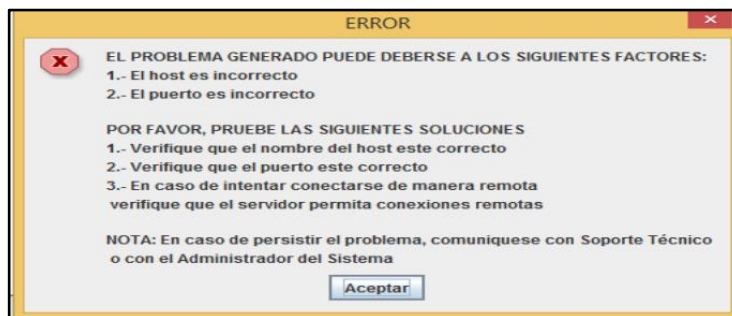 ERROR
EL PROBLEMA GENERADO PUEDE DEBERSE A LOS SIGUIENTES FACTORES:
1.- El host es incorrecto
2.- El puerto es incorrecto
POR FAVOR, PRUEBE LAS SIGUIENTES SOLUCIONES
1.- Verifique que el nombre del host este correcto
2.- Verifique que el puerto este correcto
3.- En caso de intentar conectarse de manera remota
verifique que el servidor permita conexiones remotas
NOTA: En caso de persistir el problema, comuniquese con Soporte Técnico
o con el Administrador del Sistema
Aceptar